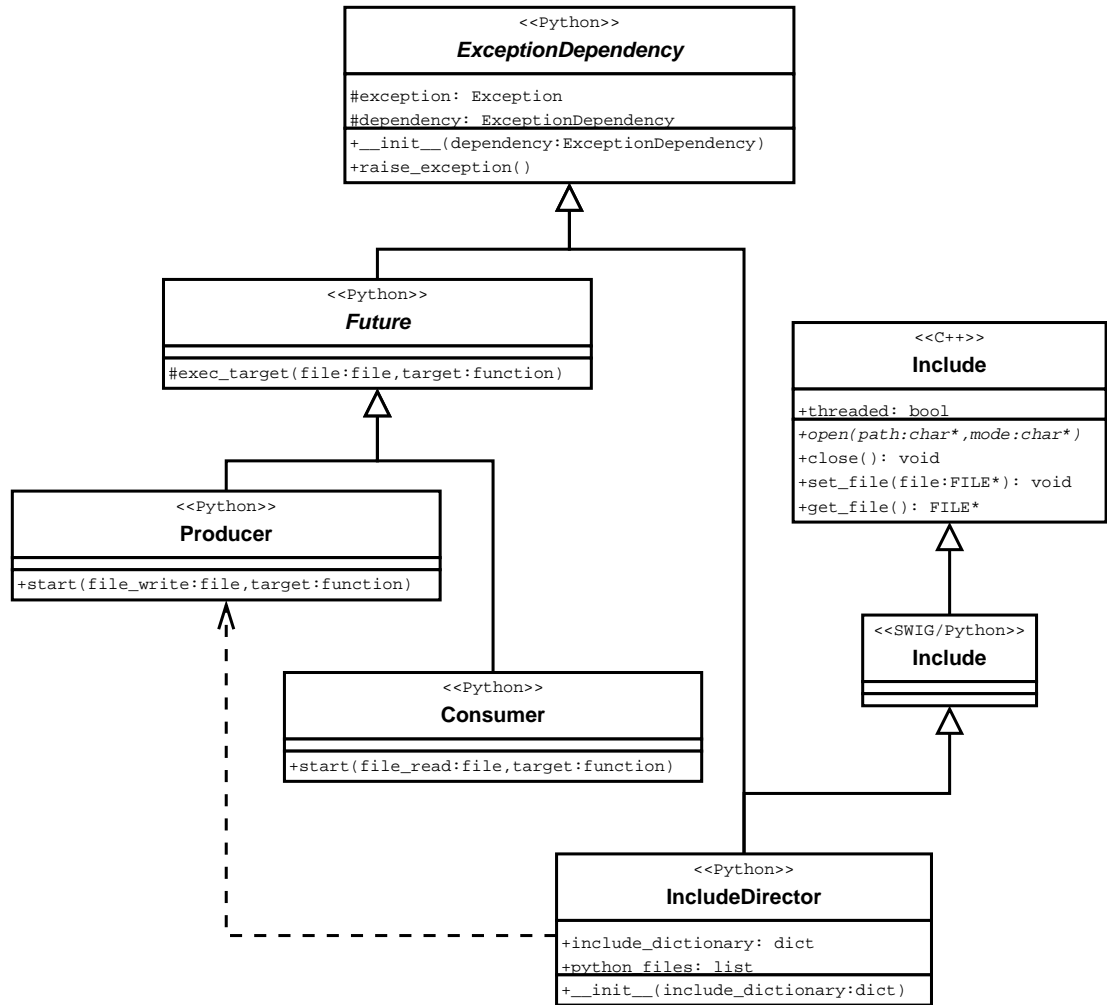 <<Python>>
ExceptionDependency
#exception: Exception
#dependency: ExceptionDependency
+__init__(dependency:ExceptionDependency)
+raise_exception()
<<Python>>
Future
#exec_target(file:file,target:function)
<<C++>>
Include
+threaded: bool
+open(path:char*,mode:char*)
+close(): void
+set_file(file:FILE*): void
+get_file(): FILE*
<<Python>>
Producer
+start(file_write:file,target:function)
<<SWIG/Python>>
Include
<<Python>>
Consumer
+start(file_read:file,target:function)
<<Python>>
IncludeDirector
+include_dictionary: dict
+python_files: list
+__init__(include_dictionary:dict)